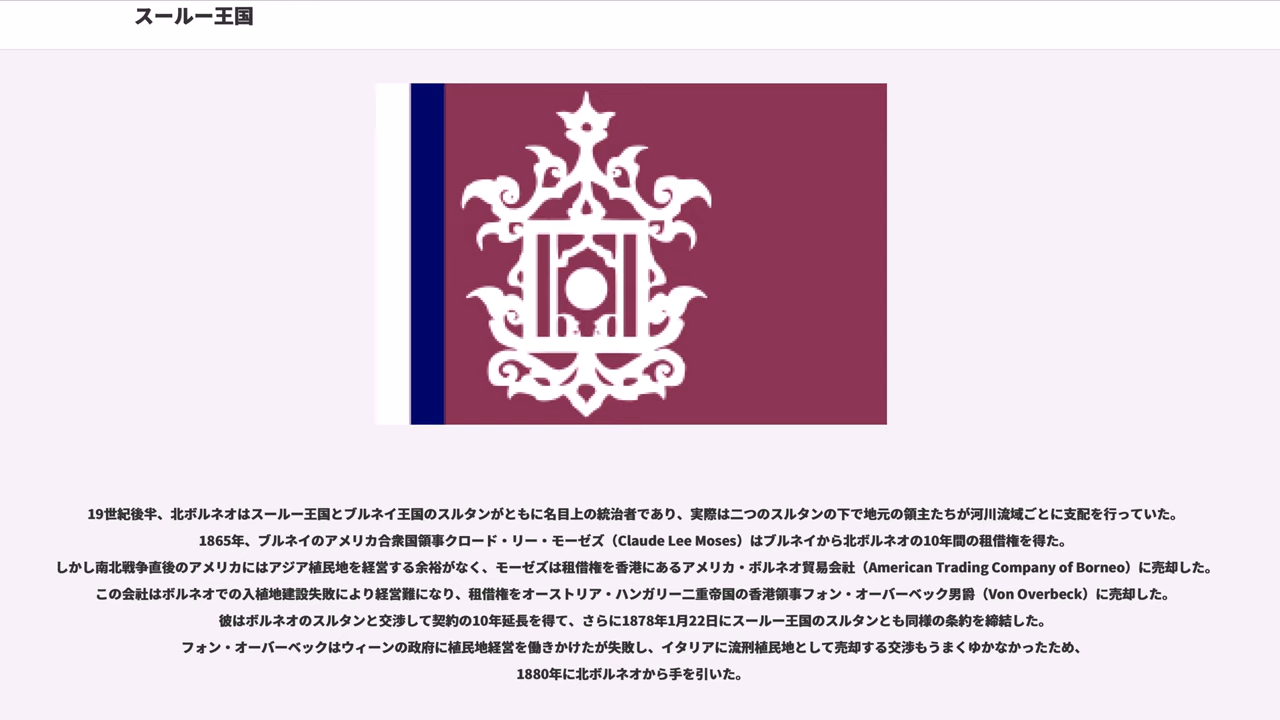 スールー王国
19世紀後半、北ボルネオはスールー王国とブルネイ王国のスルタンがともに名目上の統治者であり、実際は二つのスルタンの下で地元の領主たちが河川流域ごとに支配を行っていた。
1865年、ブルネイのアメリカ合衆国領事クロード・リー・モーゼズ（Claude Lee Moses）はブルネイから北ボルネオの10年間の租借権を得た。
しかし南北戦争直後のアメリカにはアジア植民地を経営する余裕がなく、モーゼズは租借権を香港にあるアメリカ・ボルネオ貿易会社（American Trading Company of Borneo）に売却した。
この会社はボルネオでの入植地建設失敗により経営難になり、租借権をオーストリア・ハンガリー二重帝国の香港領事フォン・オーバーベック男爵（Von Overbeck）に売却した。
彼はボルネオのスルタンと交渉して契約の10年延長を得て、さらに1878年1月22日にスールー王国のスルタンとも同様の条約を締結した。
フォン・オーバーベックはウィーンの政府に植民地経営を働きかけたが失敗し、イタリアに流刑植民地として売却する交渉もうまくゆかなかったため、
1880年に北ボルネオから手を引いた。